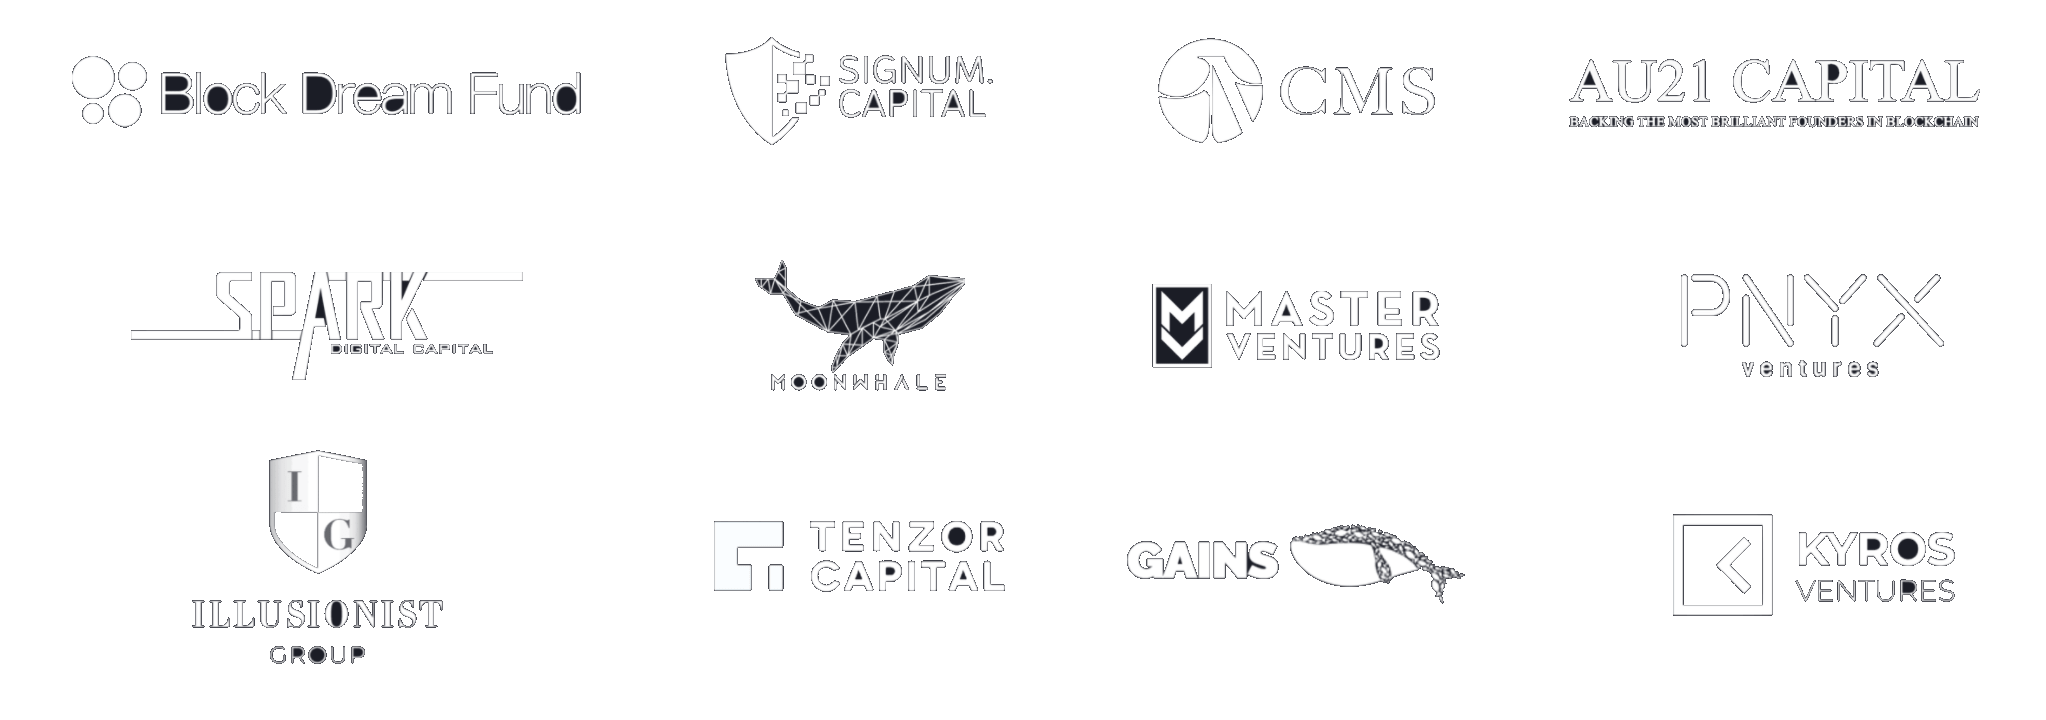 Block Dream Fund
SIGNUM.
CAPITAL
CMS
AU21 CAPITAL
BACKING THE MOST BRILLIANT FOUNDERS IN BLOCKCHAIN
SPARK
DIGITAL CAPITAL
MOONWHALE
MASTER
VENTURES
PNYX
ventures
I
G
ILLUSIONIST
GROUP
TENZOR
CAPITAL
GAINS
KYROS
VENTURES